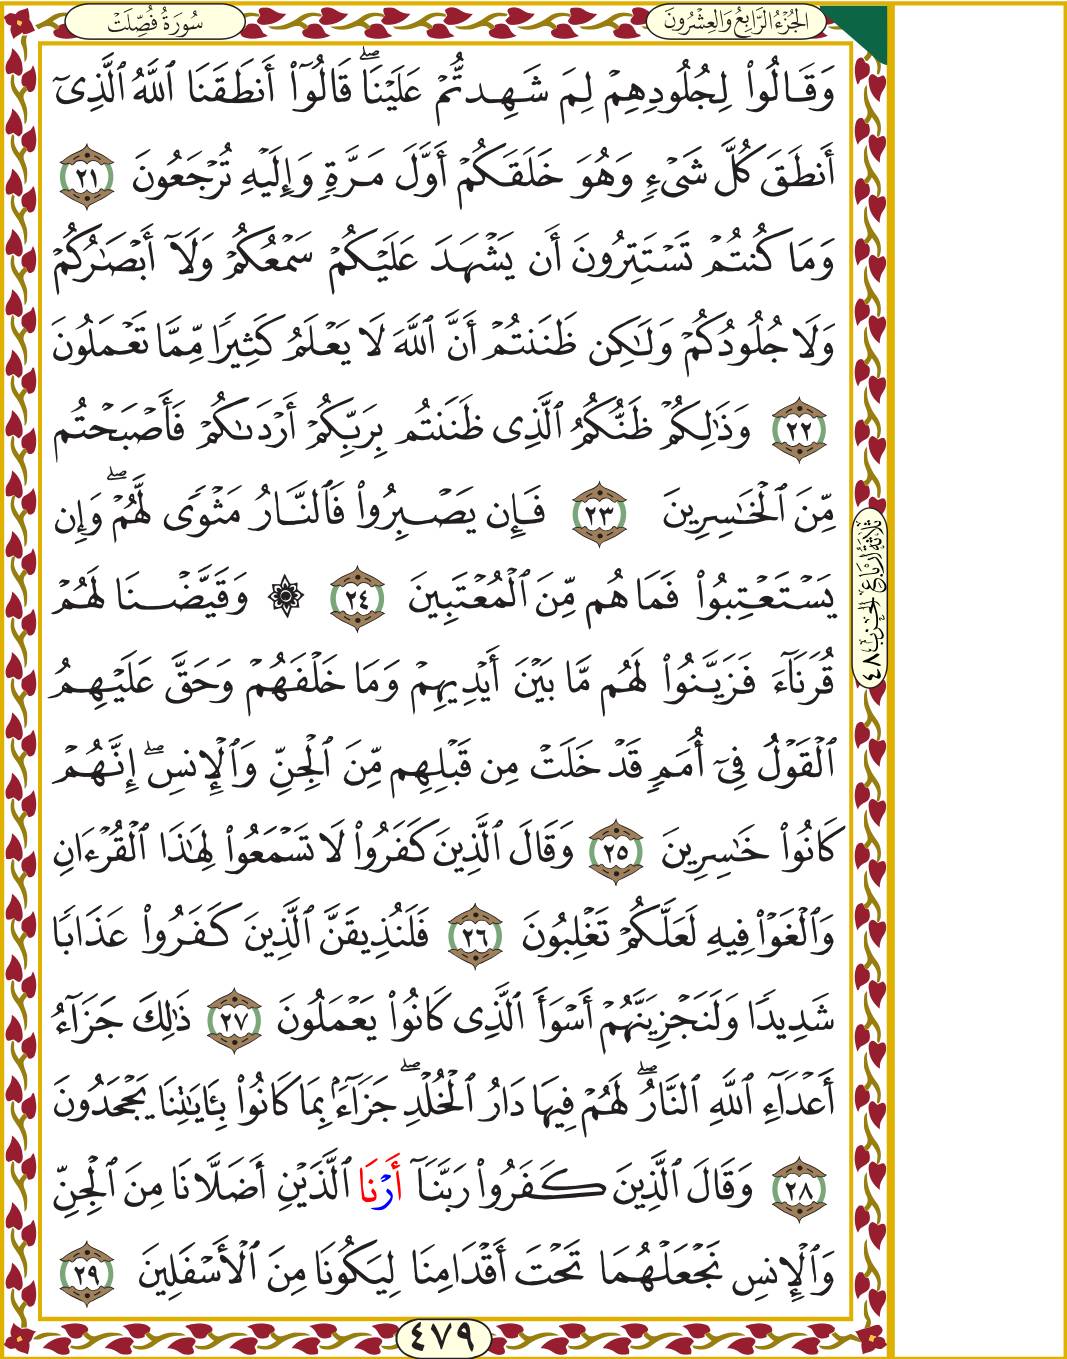 الجُزْءُ الرَّابِعُ وَالعِشْرُونَ
سُورَةُ فُصِّلَتْ
وَقَالُوا۟ لِجُلُودِهِمْ لِمَ شَهِدتُّمْ عَلَيْنَا ۖ قَالُوٓا۟ أَنطَقَنَا ٱللَّهُ ٱلَّذِىٓ
أَنطَقَ كُلَّ شَىْءٍ وَهُوَ خَلَقَكُمْ أَوَّلَ مَرَّةٍ وَإِلَيْهِ تُرْجَعُونَ ٢١
وَمَا كُنتُمْ تَسْتَتِرُونَ أَن يَشْهَدَ عَلَيْكُمْ سَمْعُكُمْ وَلَآ أَبْصَـٰرُكُمْ
وَلَا جُلُودُكُمْ وَلَـٰكِن ظَنَنتُمْ أَنَّ ٱللَّهَ لَا يَعْلَمُ كَثِيرًا مِّمَّا تَعْمَلُونَ
٢٢ وَذَٰلِكُمْ ظَنُّكُمُ ٱلَّذِى ظَنَنتُم بِرَبِّكُمْ أَرْدَىٰكُمْ فَأَصْبَحْتُم
مِّنَ ٱلْخَـٰسِرِينَ ٢٣ فَإِن يَصْبِرُوا۟ فَٱلنَّارُ مَثْوًى لَّهُمْ ۖ وَإِن
يَسْتَعْتِبُوا۟ فَمَا هُم مِّنَ ٱلْمُعْتَبِينَ ٢٤ ۞ وَقَيَّضْنَا لَهُمْ
قُرَنَآءَ فَزَيَّنُوا۟ لَهُم مَّا بَيْنَ أَيْدِيهِمْ وَمَا خَلْفَهُمْ وَحَقَّ عَلَيْهِمُ
ٱلْقَوْلُ فِىٓ أُمَمٍ قَدْ خَلَتْ مِن قَبْلِهِم مِّنَ ٱلْجِنِّ وَٱلْإِنسِ ۖ إِنَّهُمْ
كَانُوا۟ خَـٰسِرِينَ ٢٥ وَقَالَ ٱلَّذِينَ كَفَرُوا۟ لَا تَسْمَعُوا۟ لِهَـٰذَا ٱلْقُرْءَانِ
وَٱلْغَوْا۟ فِيهِ لَعَلَّكُمْ تَغْلِبُونَ ٢٦ فَلَنُذِيقَنَّ ٱلَّذِينَ كَفَرُوا۟ عَذَابًا
شَدِيدًا وَلَنَجْزِيَنَّهُمْ أَسْوَأَ ٱلَّذِى كَانُوا۟ يَعْمَلُونَ ٢٧ ذَٰلِكَ جَزَآءُ
أَعْدَآءِ ٱللَّهِ ٱلنَّارُ ۖ لَهُمْ فِيهَا دَارُ ٱلْخُلْدِ ۖ جَزَآءًۢ بِمَا كَانُوا۟ بِـَٔايَـٰتِنَا يَجْحَدُونَ
٢٨ وَقَالَ ٱلَّذِينَ كَفَرُوا۟ رَبَّنَآ أَرْنَا ٱلَّذَيْنِ أَضَلَّانَا مِنَ ٱلْجِنِّ
وَٱلْإِنسِ نَجْعَلْهُمَا تَحْتَ أَقْدَامِنَا لِيَكُونَا مِنَ ٱلْأَسْفَلِينَ ٢٩
ثَلَاثَةُ أَرْبَاعِ الحِزْبِ ٤٨
٤٧٩